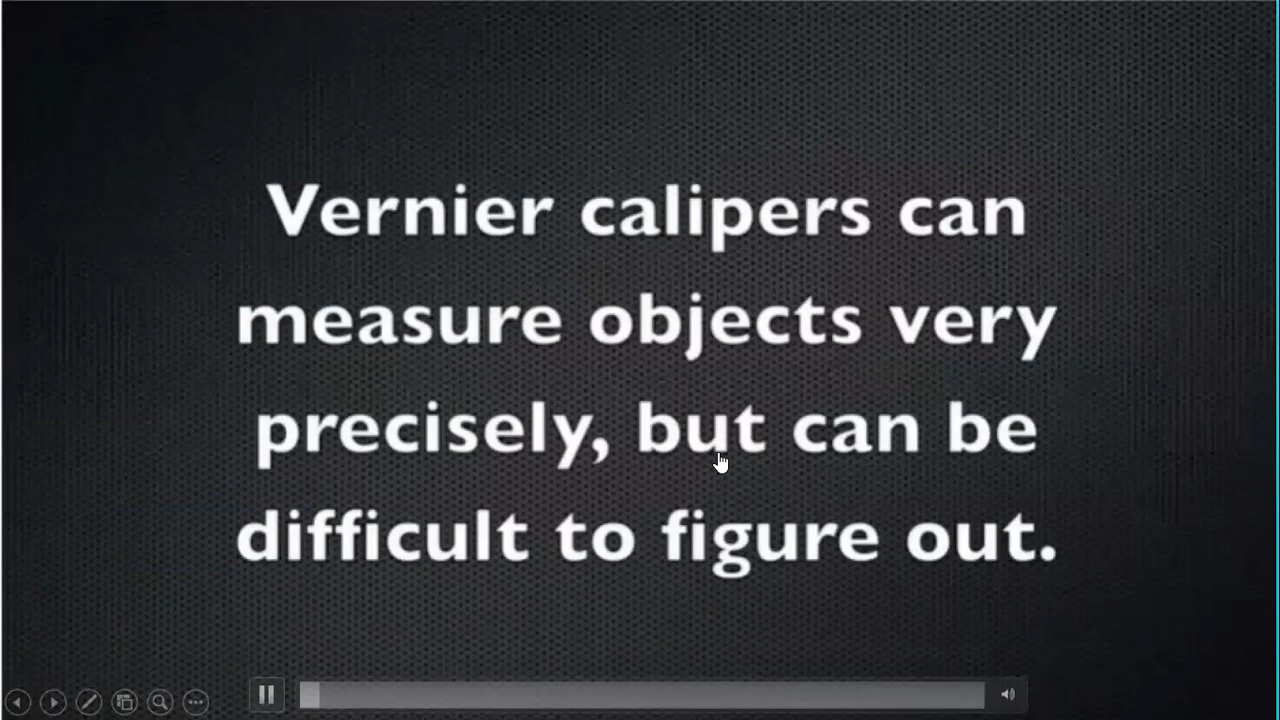 Vernier calipers can
measure objects very
precisely, but can be
difficult to figure out.